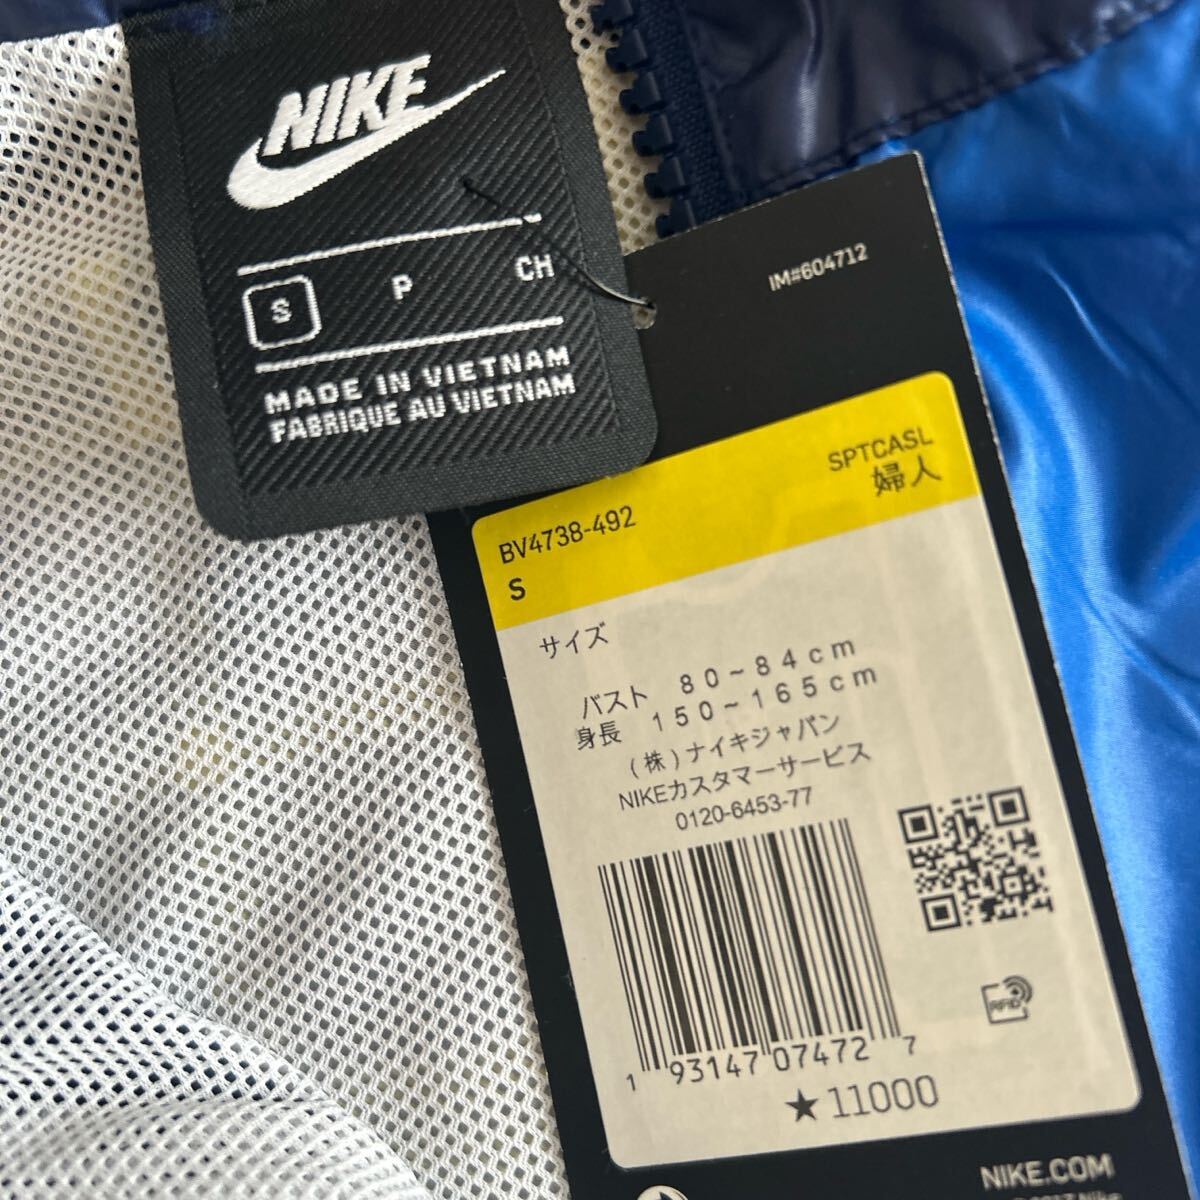 NIKE
S P CH
MADE IN VIETNAM
FABRIQUE AU VIETNAM
IM#604712
SPTCASL
婦人
BV4738-492
S
サイズ
バスト 80~84cm
身長 150~165cm
(株)ナイキジャパン
NIKEカスタマーサービス
0120-6453-77
RFID
1 93147 07472 7
★11000
NIKE.COM